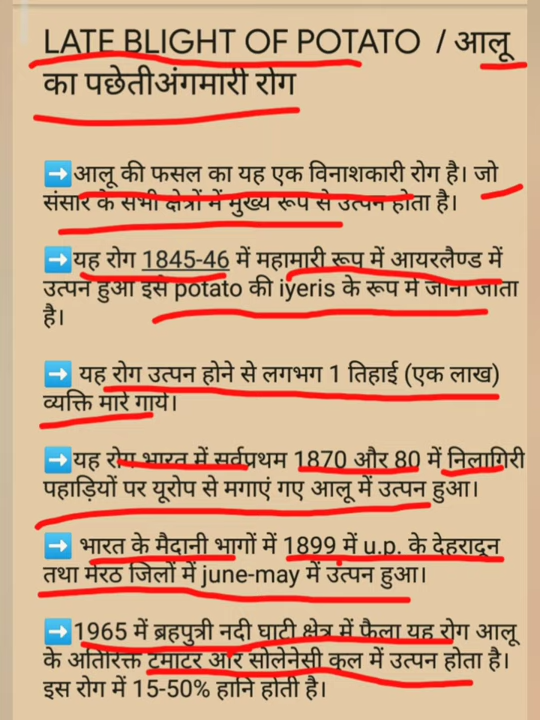 LATE BLIGHT OF POTATO / आलू
का पछेतीअंगमारी रोग
➡️आलू की फसल का यह एक विनाशकारी रोग है। जो
संसार के सभी क्षेत्रों में मुख्य रूप से उत्पन होता है।
➡️यह रोग 1845-46 में महामारी रूप में आयरलैण्ड में
उत्पन हुआ इसे potato की iyeris के रूप में जाना जाता
है।
➡️ यह रोग उत्पन होने से लगभग 1 तिहाई (एक लाख)
व्यक्ति मारे गाये।
➡️यह रोग भारत में सर्वपथम 1870 और 80 में निलागिरी
पहाड़ियों पर यूरोप से मगाएं गए आलू में उत्पन हुआ।
➡️ भारत के मैदानी भागों में 1899 में u.p. के देहरादून
तथा मेरठ जिलों में june-may में उत्पन हुआ।
➡️1965 में ब्रहपुत्री नदी घाटी क्षेत्र में फैला यह रोग आलू
के अतिरिक्त टमाटर और सोलेनेसी कुल में उत्पन होता है।
इस रोग में 15-50% हानि होती है।